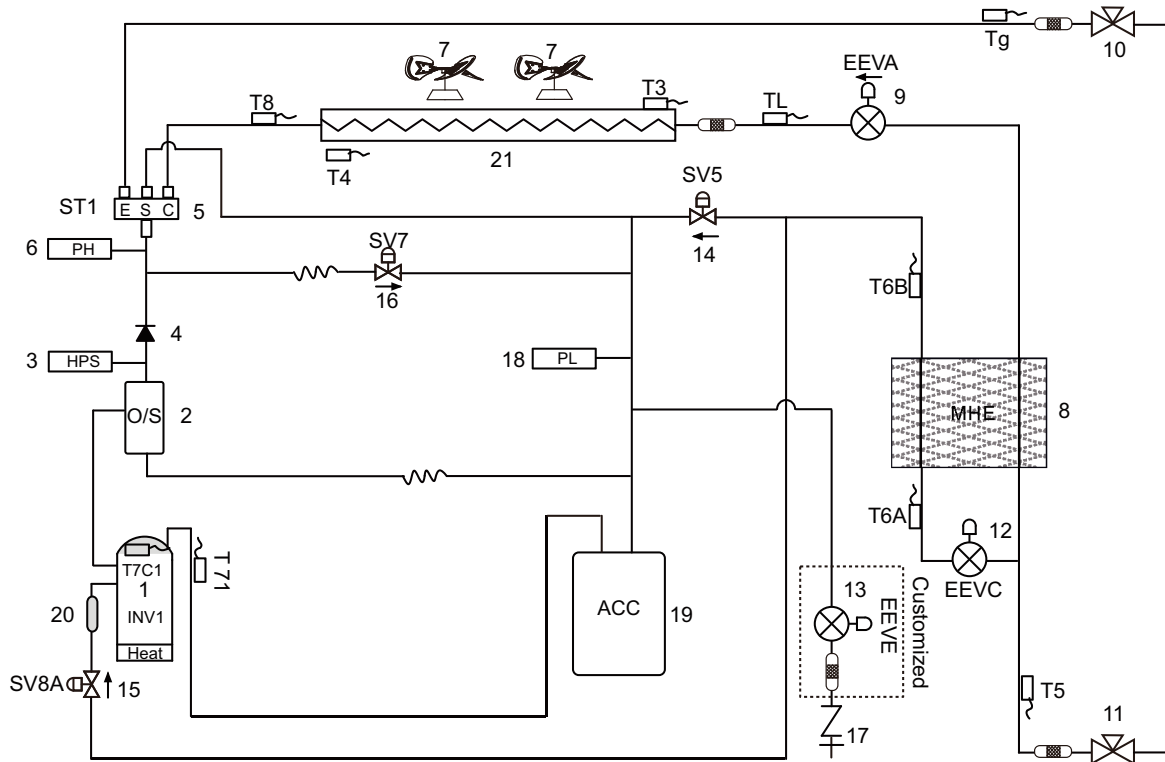 Tg
10
7
7
EEVA
9
T8
T3
TL
T4
21
ST1
E S C
5
SV5
14
6
PH
SV7
16
T6B
4
3
HPS
18
PL
O/S
2
MHE
8
T6A
12
EEVC
T7C1
1
INV1
Heat
T71
20
SV8A
15
ACC
19
13
EEVE
Customized
17
T5
11